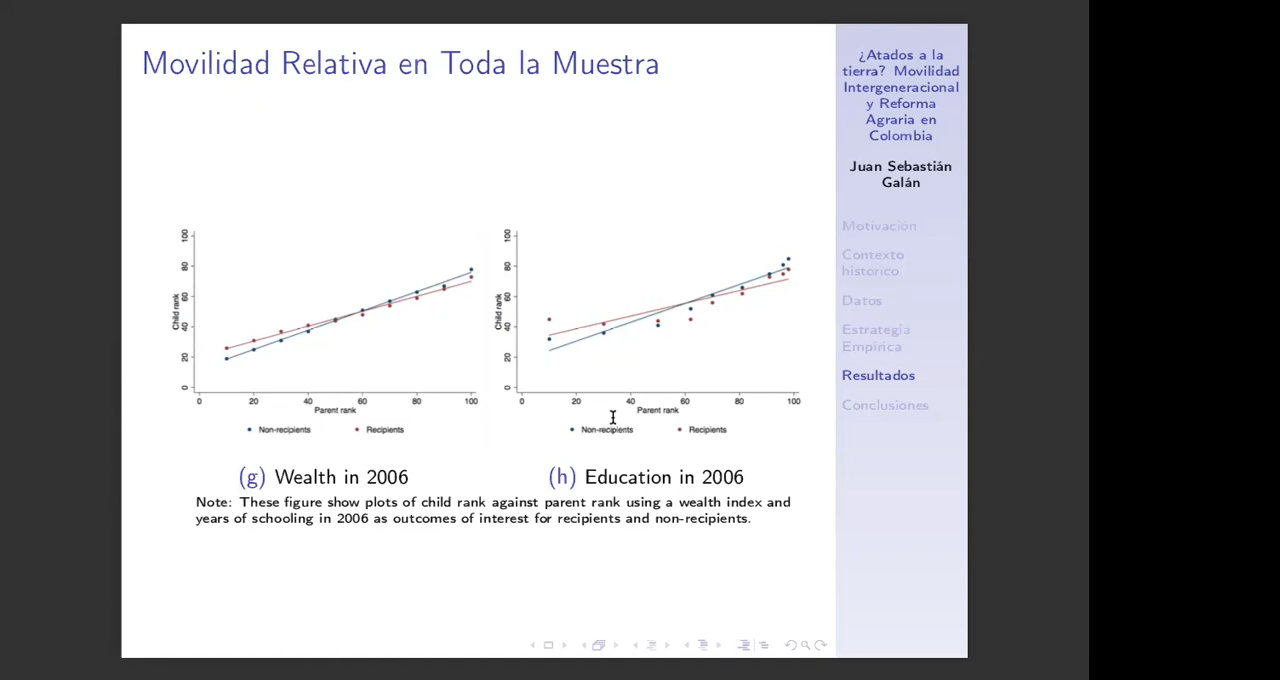 Movilidad Relativa en Toda la Muestra
¿Atados a la
tierra? Movilidad
Intergeneracional
y Reforma
Agraria en
Colombia
Juan Sebastián
Galán
Motivación
Contexto
historico
Datos
Estrategia
Empirica
Resultados
Conclusiones
Child rank
100
80
60
40
20
0
0 20 40 60 80 100
Parent rank
Non-recipients Recipients
(g) Wealth in 2006
Child rank
100
80
60
40
20
0
0 20 40 60 80 100
Parent rank
Non-recipients Recipients
(h) Education in 2006
Note: These figure show plots of child rank against parent rank using a wealth index and
years of schooling in 2006 as outcomes of interest for recipients and non-recipients.